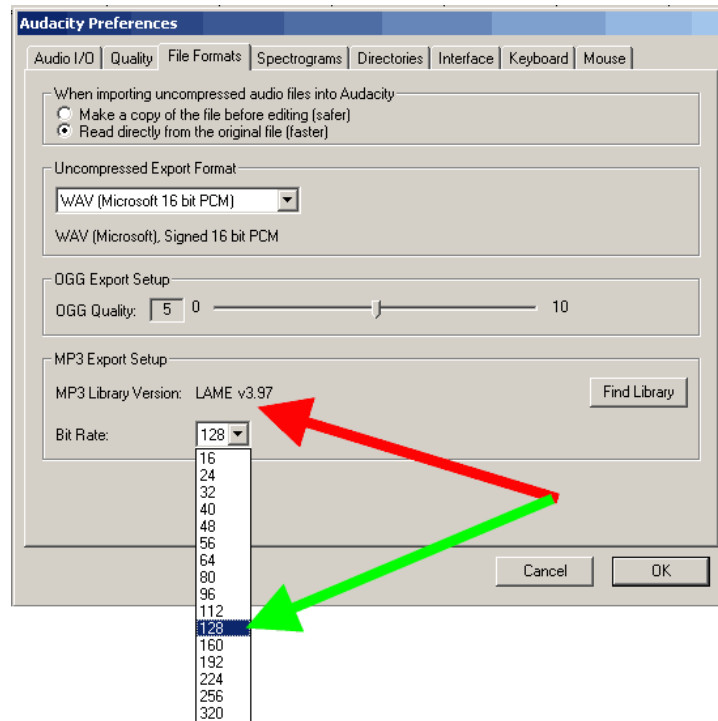 Audacity Preferences
Audio I/O Quality File Formats Spectrograms Directories Interface Keyboard Mouse
When importing uncompressed audio files into Audacity
Make a copy of the file before editing (safer)
Read directly from the original file (faster)
Uncompressed Export Format
WAV (Microsoft 16 bit PCM)
WAV (Microsoft), Signed 16 bit PCM
OGG Export Setup
OGG Quality: 5 0 10
MP3 Export Setup
MP3 Library Version: LAME v3.97 Find Library
Bit Rate: 128
16
24
32
40
48
56
64
80
96
112
128
160
192
224
256
320
Cancel OK